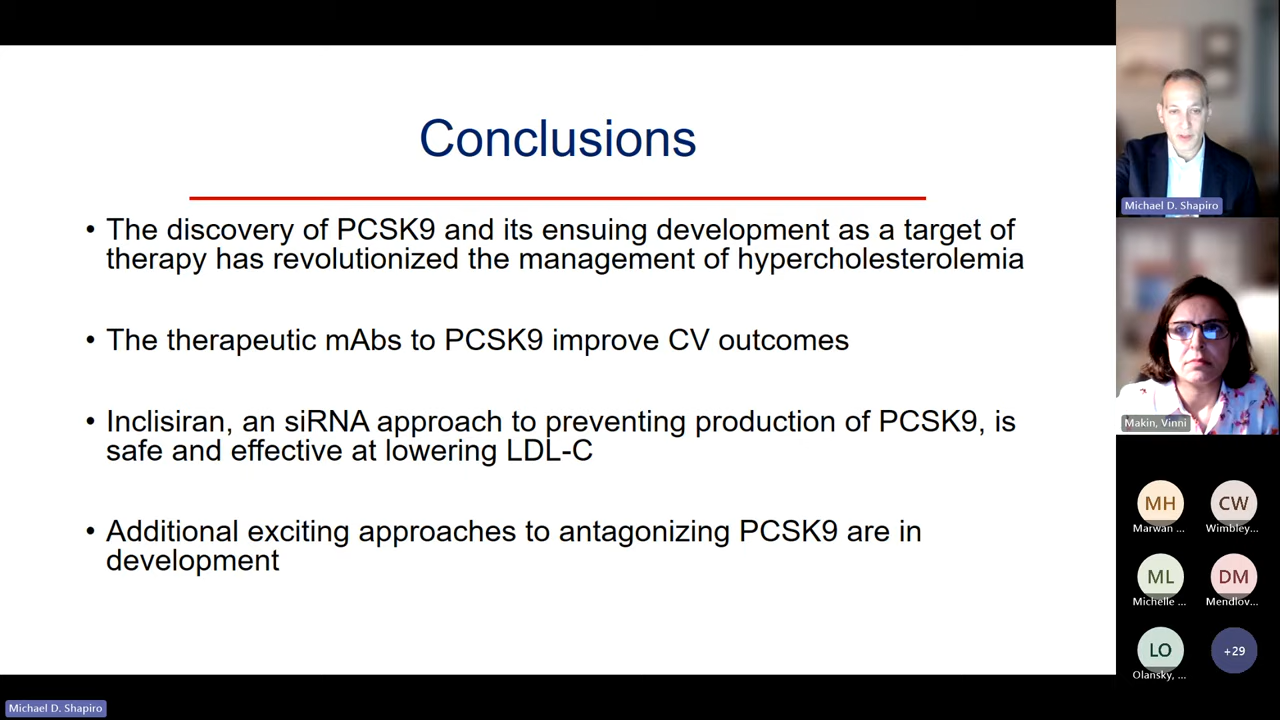 Conclusions
• The discovery of PCSK9 and its ensuing development as a target of
therapy has revolutionized the management of hypercholesterolemia
• The therapeutic mAbs to PCSK9 improve CV outcomes
• Inclisiran, an siRNA approach to preventing production of PCSK9, is
safe and effective at lowering LDL-C
• Additional exciting approaches to antagonizing PCSK9 are in
development
Michael D. Shapiro
Makin, Vinni
MH
CW
Marwan ...
Wimbley...
ML
DM
Michelle ...
Mendlov...
LO
+29
Olansky, ...
Michael D. Shapiro